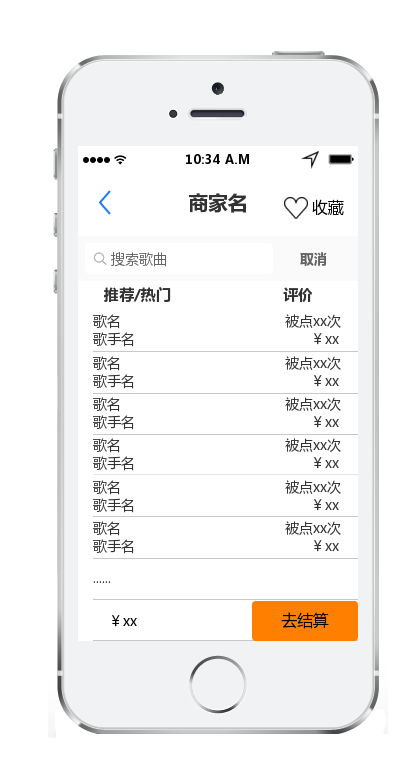 10:34 A.M
商家名 收藏
搜索歌曲 取消
推荐/热门 评价
歌名 被点xx次
歌手名 ¥ xx
歌名 被点xx次
歌手名 ¥ xx
歌名 被点xx次
歌手名 ¥ xx
歌名 被点xx次
歌手名 ¥ xx
歌名 被点xx次
歌手名 ¥ xx
歌名 被点xx次
歌手名 ¥ xx
......
¥ xx 去结算